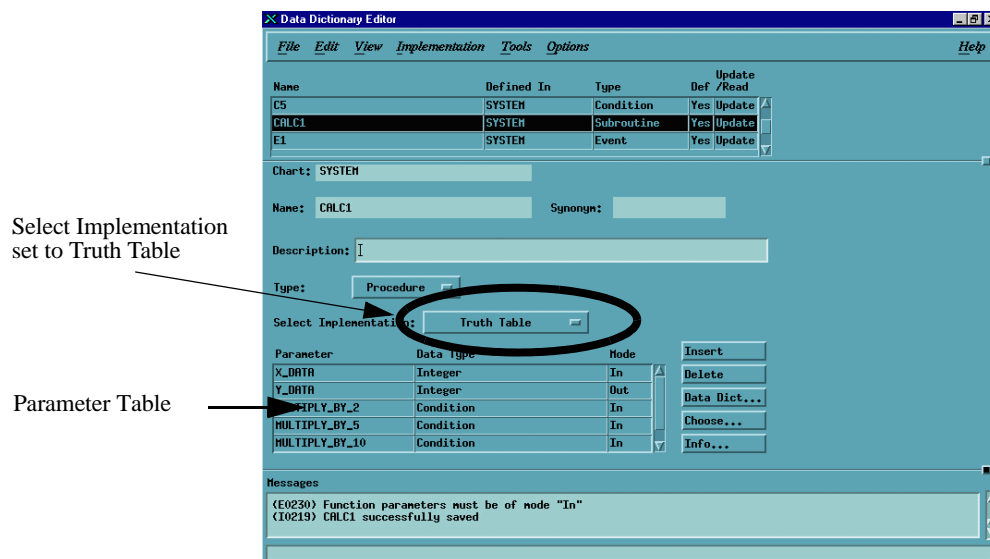 Data Dictionary Editor
File Edit View Implementation Tools Options Help
Update
Name Defined In Type Def /Read
C5 SYSTEM Condition Yes Update
CALC1 SYSTEM Subroutine Yes Update
E1 SYSTEM Event Yes Update
Chart: SYSTEM
Name: CALC1 Synonym:
Select Implementation
set to Truth Table
Description:
Type: Procedure
Select Implementation: Truth Table
Parameter Data Type Mode
Insert
X_DATA Integer In
Delete
Y_DATA Integer Out
Data Dict...
Parameter Table
MULTIPLY_BY_2 Condition In
Choose...
MULTIPLY_BY_5 Condition In
MULTIPLY_BY_10 Condition In
Info...
Messages
(E0230) Function parameters must be of mode "In"
(I0219) CALC1 successfully saved